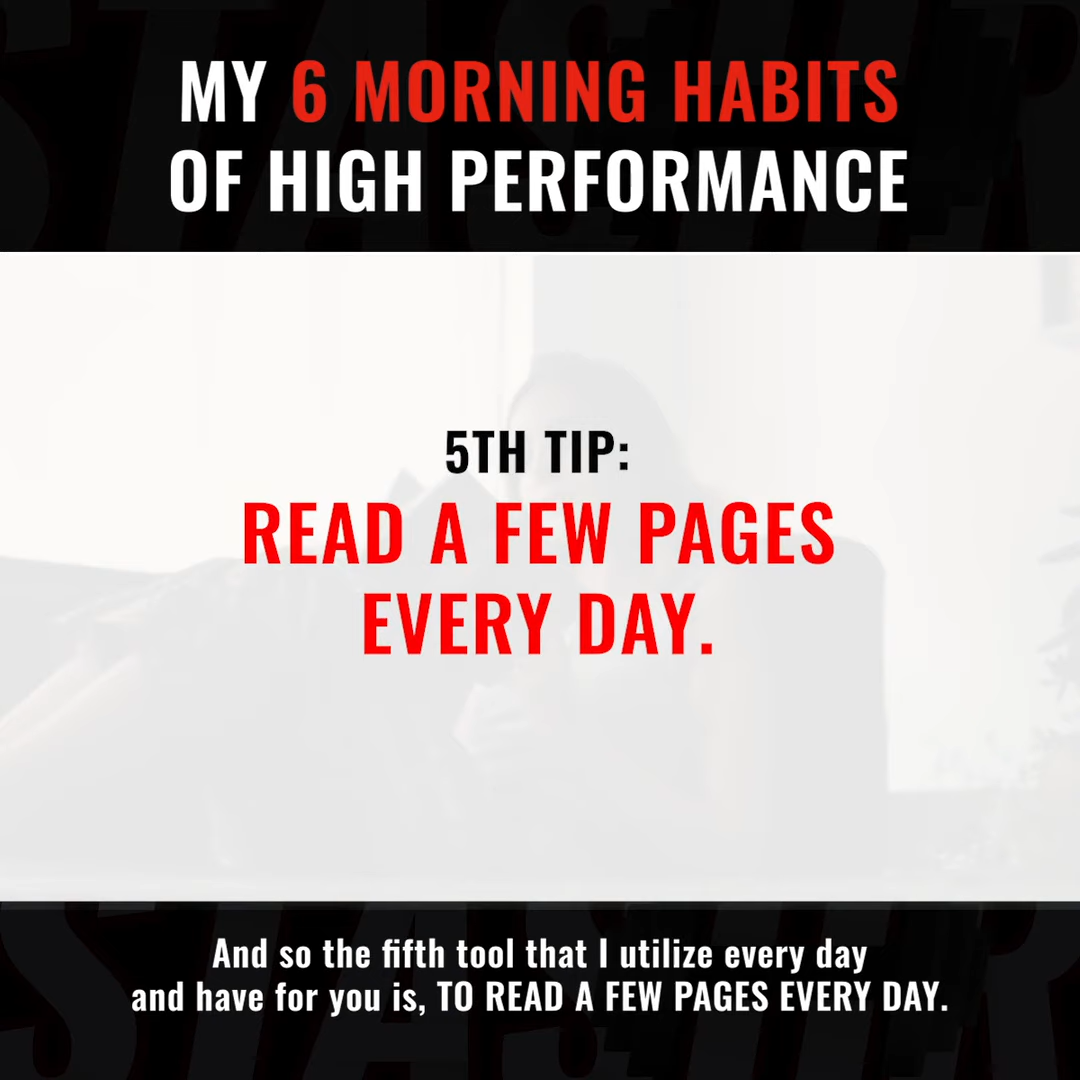 MY 6 MORNING HABITS
OF HIGH PERFORMANCE
5TH TIP:
READ A FEW PAGES
EVERY DAY.
And so the fifth tool that I utilize every day
and have for you is, TO READ A FEW PAGES EVERY DAY.